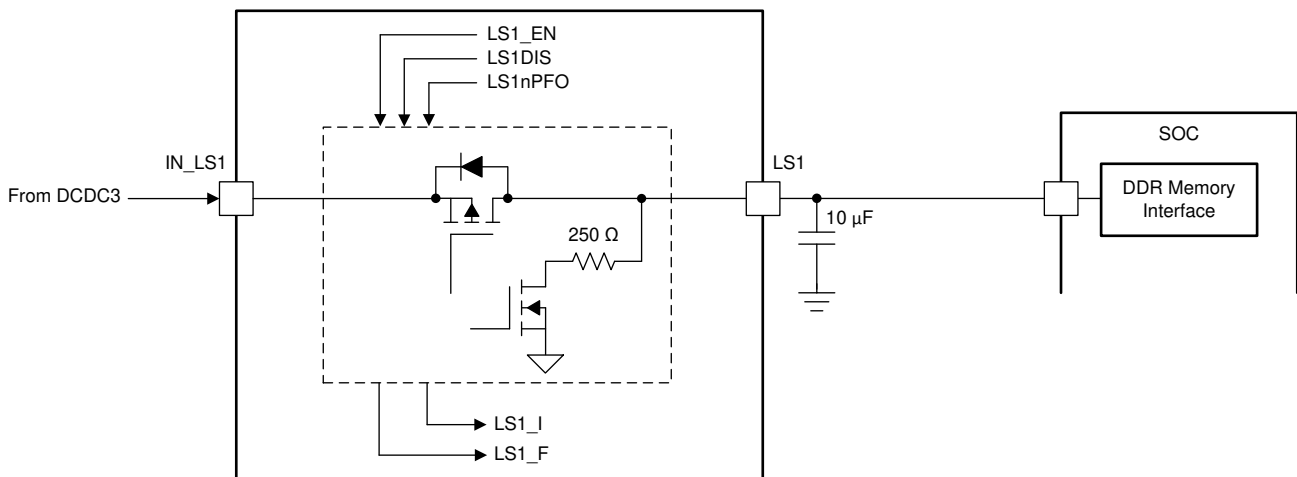 LS1_EN
LS1DIS
LS1nPFO
SOC
IN_LS1
LS1
From DCDC3
DDR Memory
Interface
10 µF
250 Ω
LS1_I
LS1_F